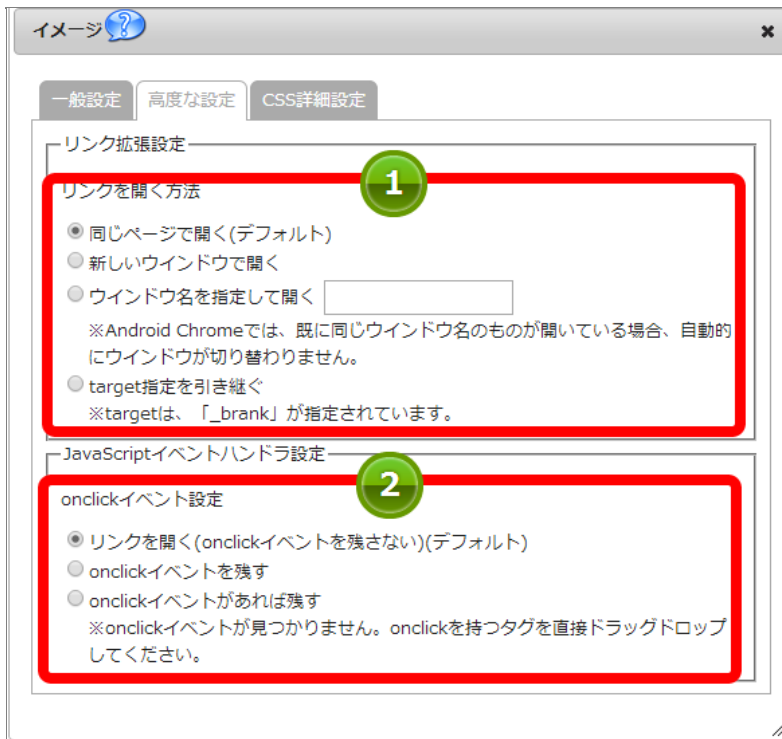 イメージ
一般設定 高度な設定 CSS詳細設定
リンク拡張設定
1
リンクを開く方法
同じページで開く(デフォルト)
新しいウインドウで開く
ウインドウ名を指定して開く
※Android Chromeでは、既に同じウインドウ名のものが開いている場合、自動的
にウインドウが切り替わりません。
target指定を引き継ぐ
※targetは、「_brank」が指定されています。
JavaScriptイベントハンドラ設定
2
onclickイベント設定
リンクを開く(onclickイベントを残さない)(デフォルト)
onclickイベントを残す
onclickイベントがあれば残す
※onclickイベントが見つかりません。onclickを持つタグを直接ドラッグドロップ
してください。